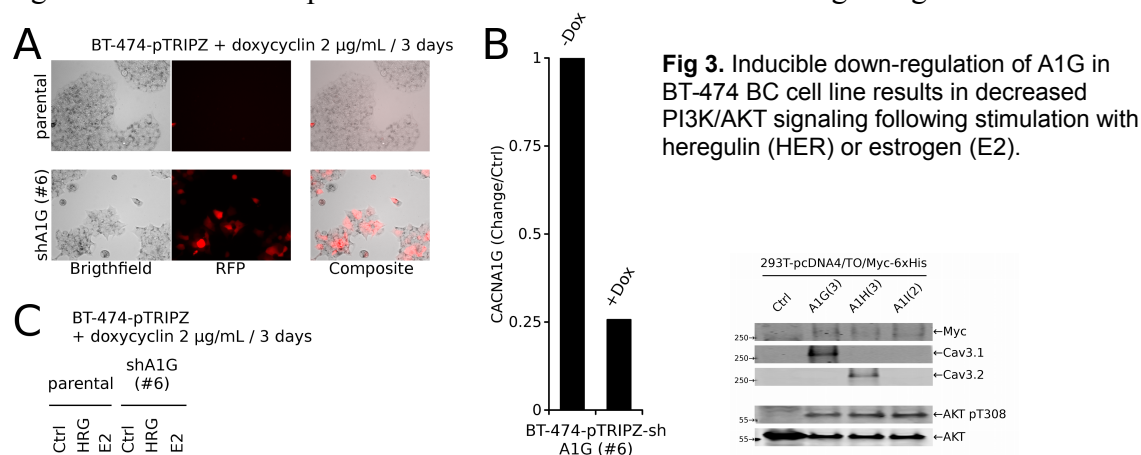 A
BT-474-pTRIPZ + doxycyclin 2 µg/mL / 3 days
parental
shA1G (#6)
Brigthfield RFP Composite
B
-Dox
+Dox
CACNA1G (Change/Ctrl)
1
0.75
0.5
0.25
0
BT-474-pTRIPZ-sh
A1G (#6)
Fig 3. Inducible down-regulation of A1G in
BT-474 BC cell line results in decreased
PI3K/AKT signaling following stimulation with
heregulin (HER) or estrogen (E2).
C
BT-474-pTRIPZ
+ doxycyclin 2 µg/mL / 3 days
parental shA1G
(#6)
Ctrl HRG E2 Ctrl HRG E2
293T-pcDNA4/TO/Myc-6xHis
Ctrl A1G(3) A1H(3) A1I(2)
250→ ←Myc
250→ ←Cav3.1
250→ ←Cav3.2
55→ ←AKT pT308
55→ ←AKT